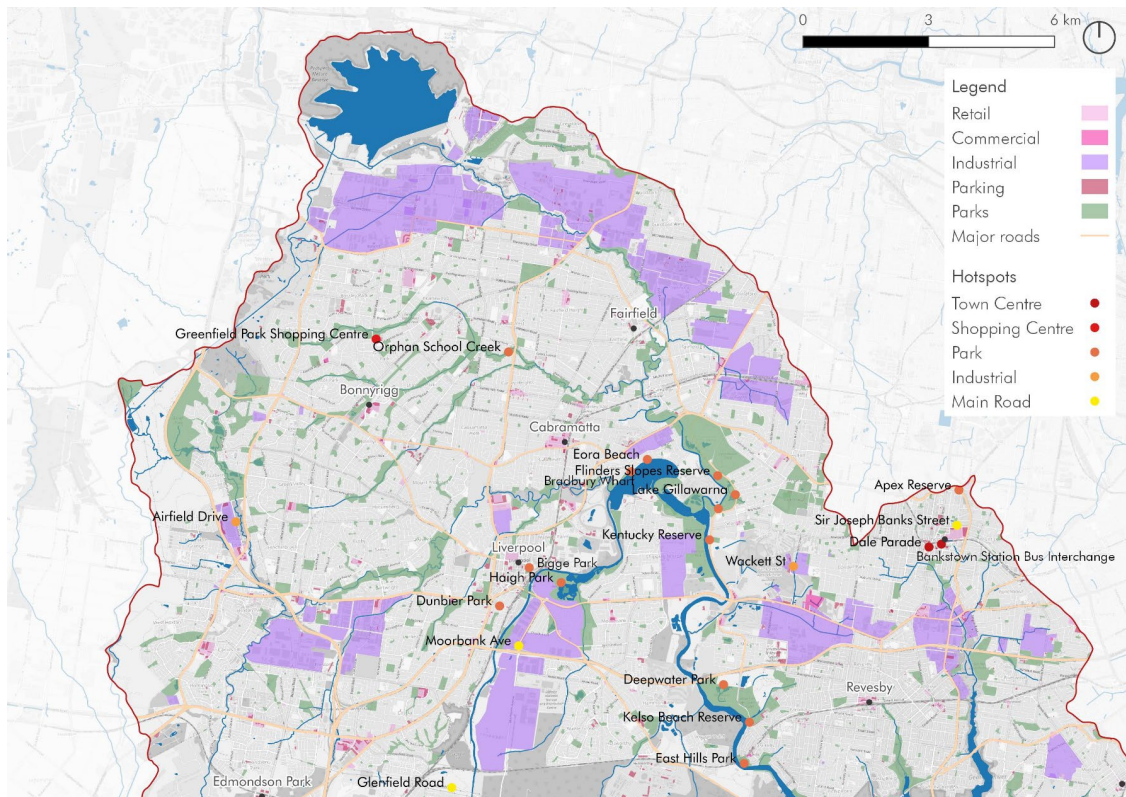 0 3 6 km
Legend
Retail
Commercial
Industrial
Parking
Parks
Major roads
Hotspots
Town Centre
Shopping Centre
Park
Industrial
Main Road
Fairfield
Greenfield Park Shopping Centre
Orphan School Creek
Bonnyrigg
Cabramatta
Eora Beach
Flinders Slopes Reserve
Bradbury Wharf
Lake Gillawarna
Apex Reserve
Airfield Drive
Sir Joseph Banks Street
Kentucky Reserve
Dale Parade
Bankstown Station Bus Interchange
Liverpool
Bigge Park
Wackett St
Haigh Park
Dunbier Park
Moorbank Ave
Deepwater Park
Revesby
Kelso Beach Reserve
East Hills Park
Edmondson Park
Glenfield Road